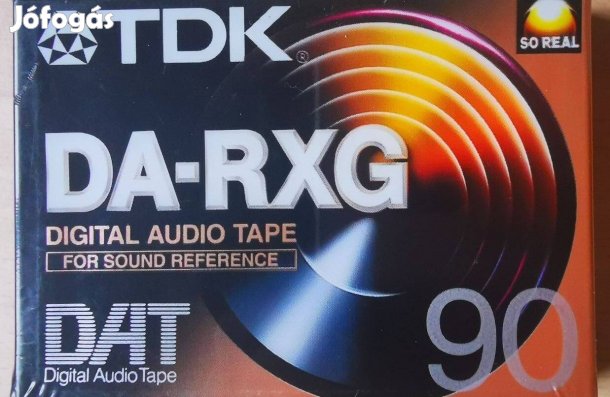 Jófogás
TDK®
SO REAL
DA-RXG
DIGITAL AUDIO TAPE
FOR SOUND REFERENCE
DAT
Digital Audio Tape
90